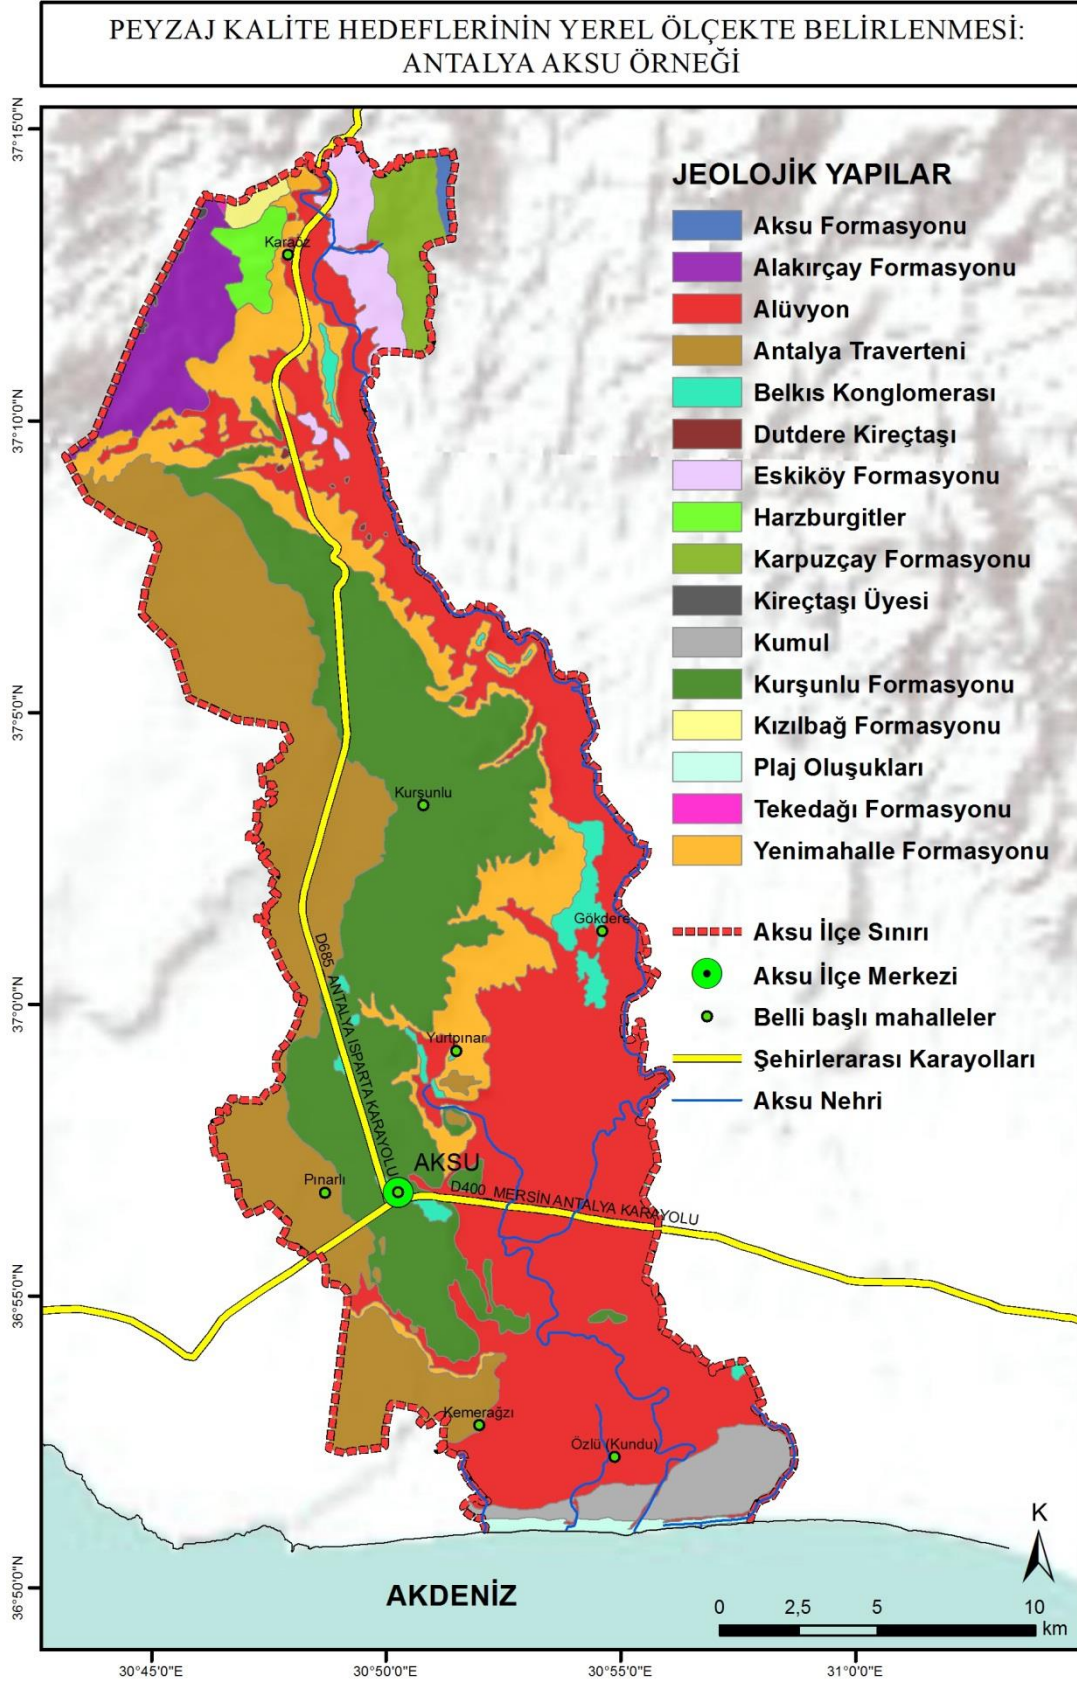 PEYZAJ KALİTE HEDEFLERİNİN YEREL ÖLÇEKTE BELİRLENMESİ:
ANTALYA AKSU ÖRNEĞİ
37°15'0"N
37°10'0"N
37°5'0"N
37°0'0"N
36°55'0"N
36°50'0"N
JEOLOJİK YAPILAR
Aksu Formasyonu
Alakırçay Formasyonu
Alüvyon
Antalya Traverteni
Belkıs Konglomerası
Dutdere Kireçtaşı
Eskiköy Formasyonu
Harzburgitler
Karpuzçay Formasyonu
Kireçtaşı Üyesi
Kumul
Kurşunlu Formasyonu
Kızılbağ Formasyonu
Plaj Oluşukları
Tekedağı Formasyonu
Yenimahalle Formasyonu
Aksu İlçe Sınırı
Aksu İlçe Merkezi
Belli başlı mahalleler
Şehirlerarası Karayolları
Aksu Nehri
Karaöz
Kurşunlu
Gökdere
D685 ANTALYA ISPARTA KARAYOLU
Yurtpınar
AKSU
Pınarlı
D400 MERSİN ANTALYA KARAYOLU
Kemerağzı
Özlü (Kundu)
AKDENİZ
K
0 2,5 5 10
km
30°45'0"E 30°50'0"E 30°55'0"E 31°0'0"E